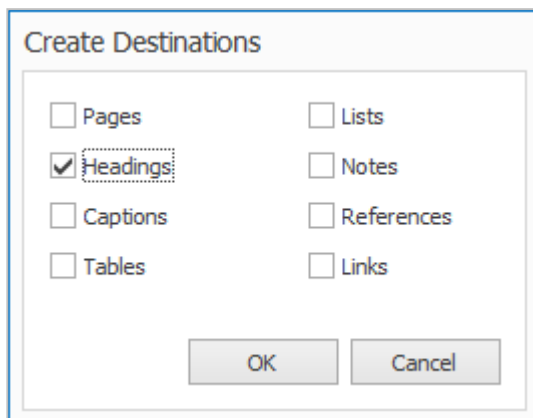 Create Destinations
Pages
Lists
Headings
Notes
Captions
References
Tables
Links
OK
Cancel